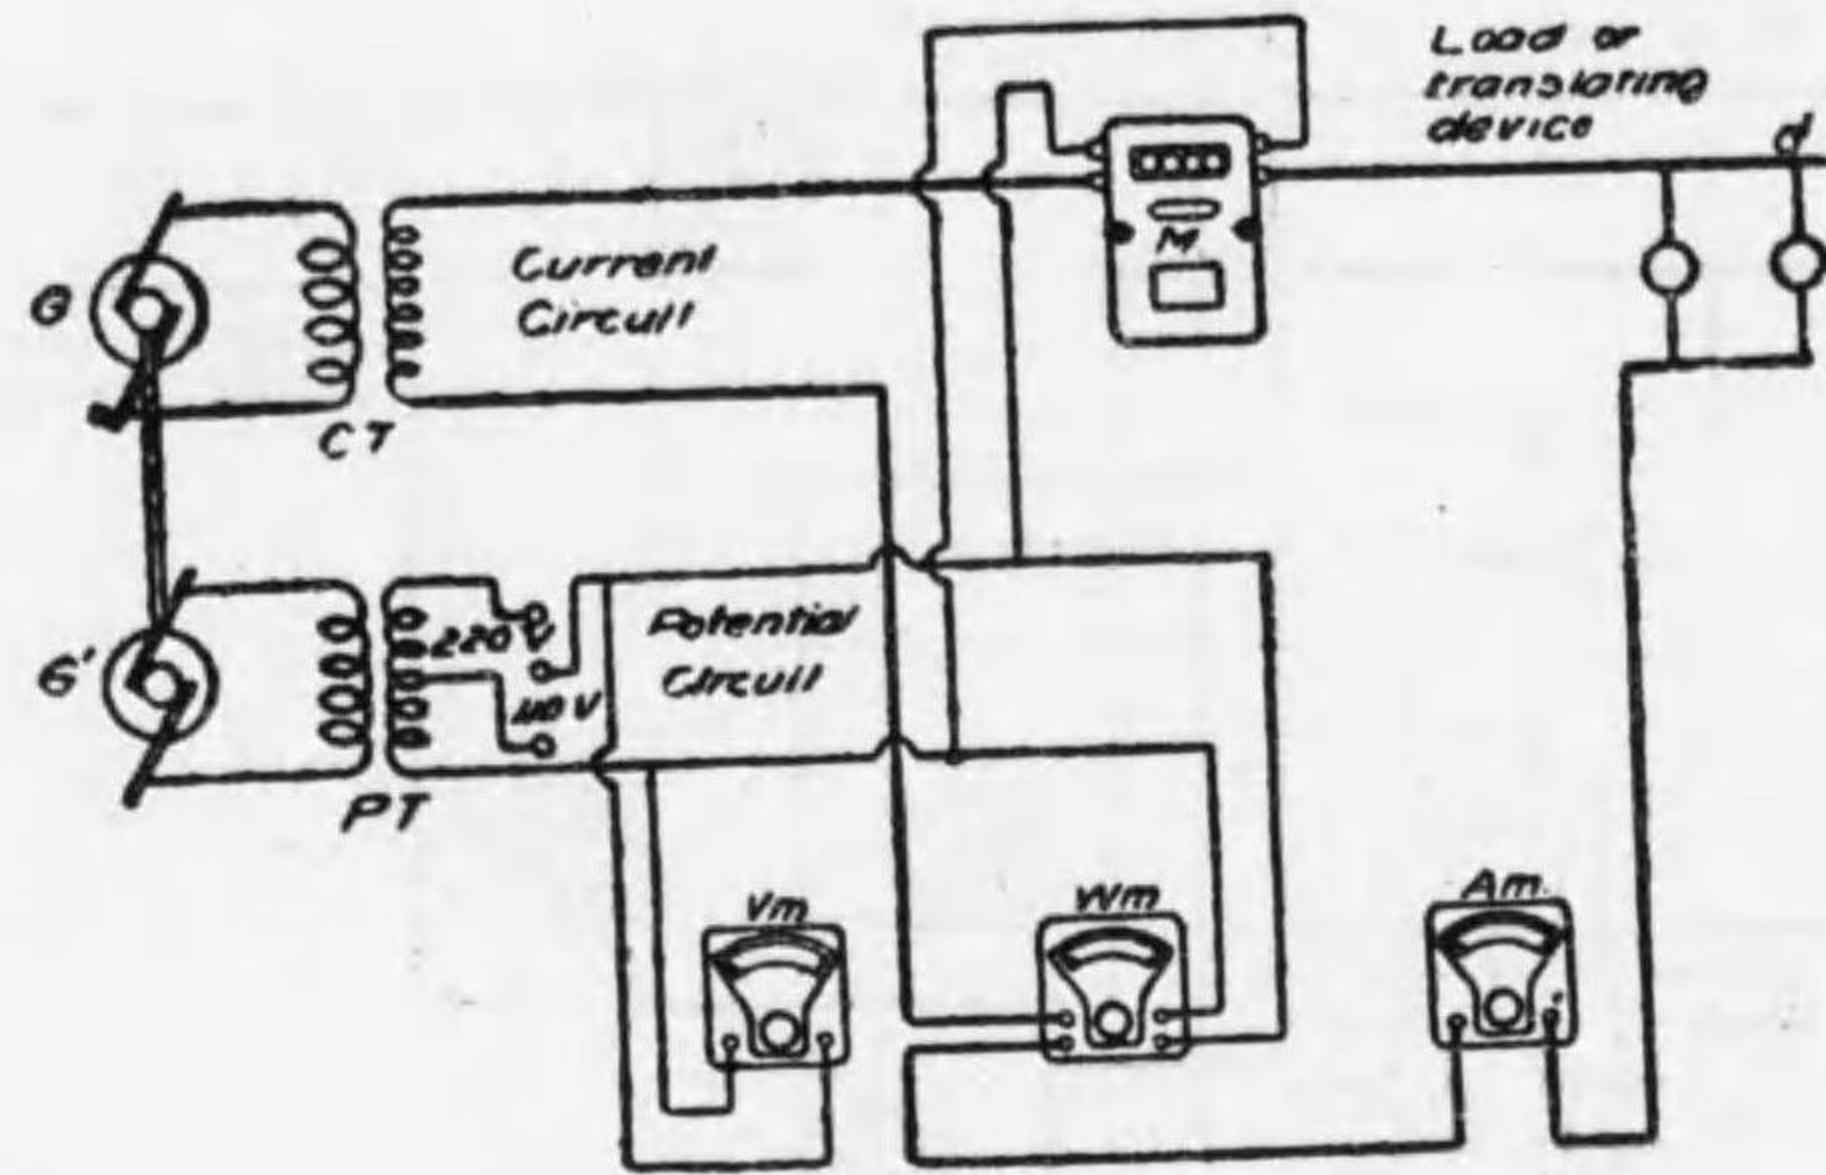 Load or
translating
device
d
M
G
Current
Circuit
CT
G'
220 V
110 V
Potential
Circuit
PT
Vm
Wm
Am.